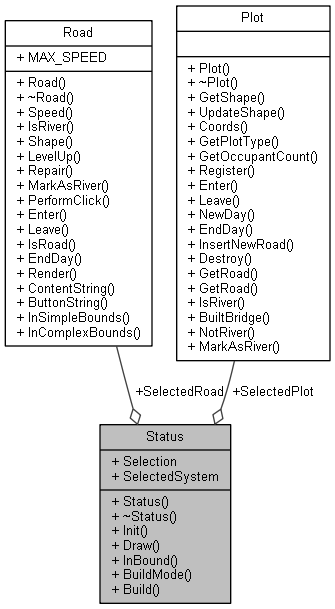 Road
+ MAX_SPEED
+ Road()
+ ~Road()
+ Speed()
+ IsRiver()
+ Shape()
+ LevelUp()
+ Repair()
+ MarkAsRiver()
+ PerformClick()
+ Enter()
+ Leave()
+ IsRoad()
+ EndDay()
+ Render()
+ ContentString()
+ ButtonString()
+ InSimpleBounds()
+ InComplexBounds()
Plot
+ Plot()
+ ~Plot()
+ GetShape()
+ UpdateShape()
+ Coords()
+ GetPlotType()
+ GetOccupantCount()
+ Register()
+ Enter()
+ Leave()
+ NewDay()
+ EndDay()
+ InsertNewRoad()
+ Destroy()
+ GetRoad()
+ GetRoad()
+ IsRiver()
+ BuiltBridge()
+ NotRiver()
+ MarkAsRiver()
+SelectedRoad
+SelectedPlot
Status
+ Selection
+ SelectedSystem
+ Status()
+ ~Status()
+ Init()
+ Draw()
+ InBound()
+ BuildMode()
+ Build()